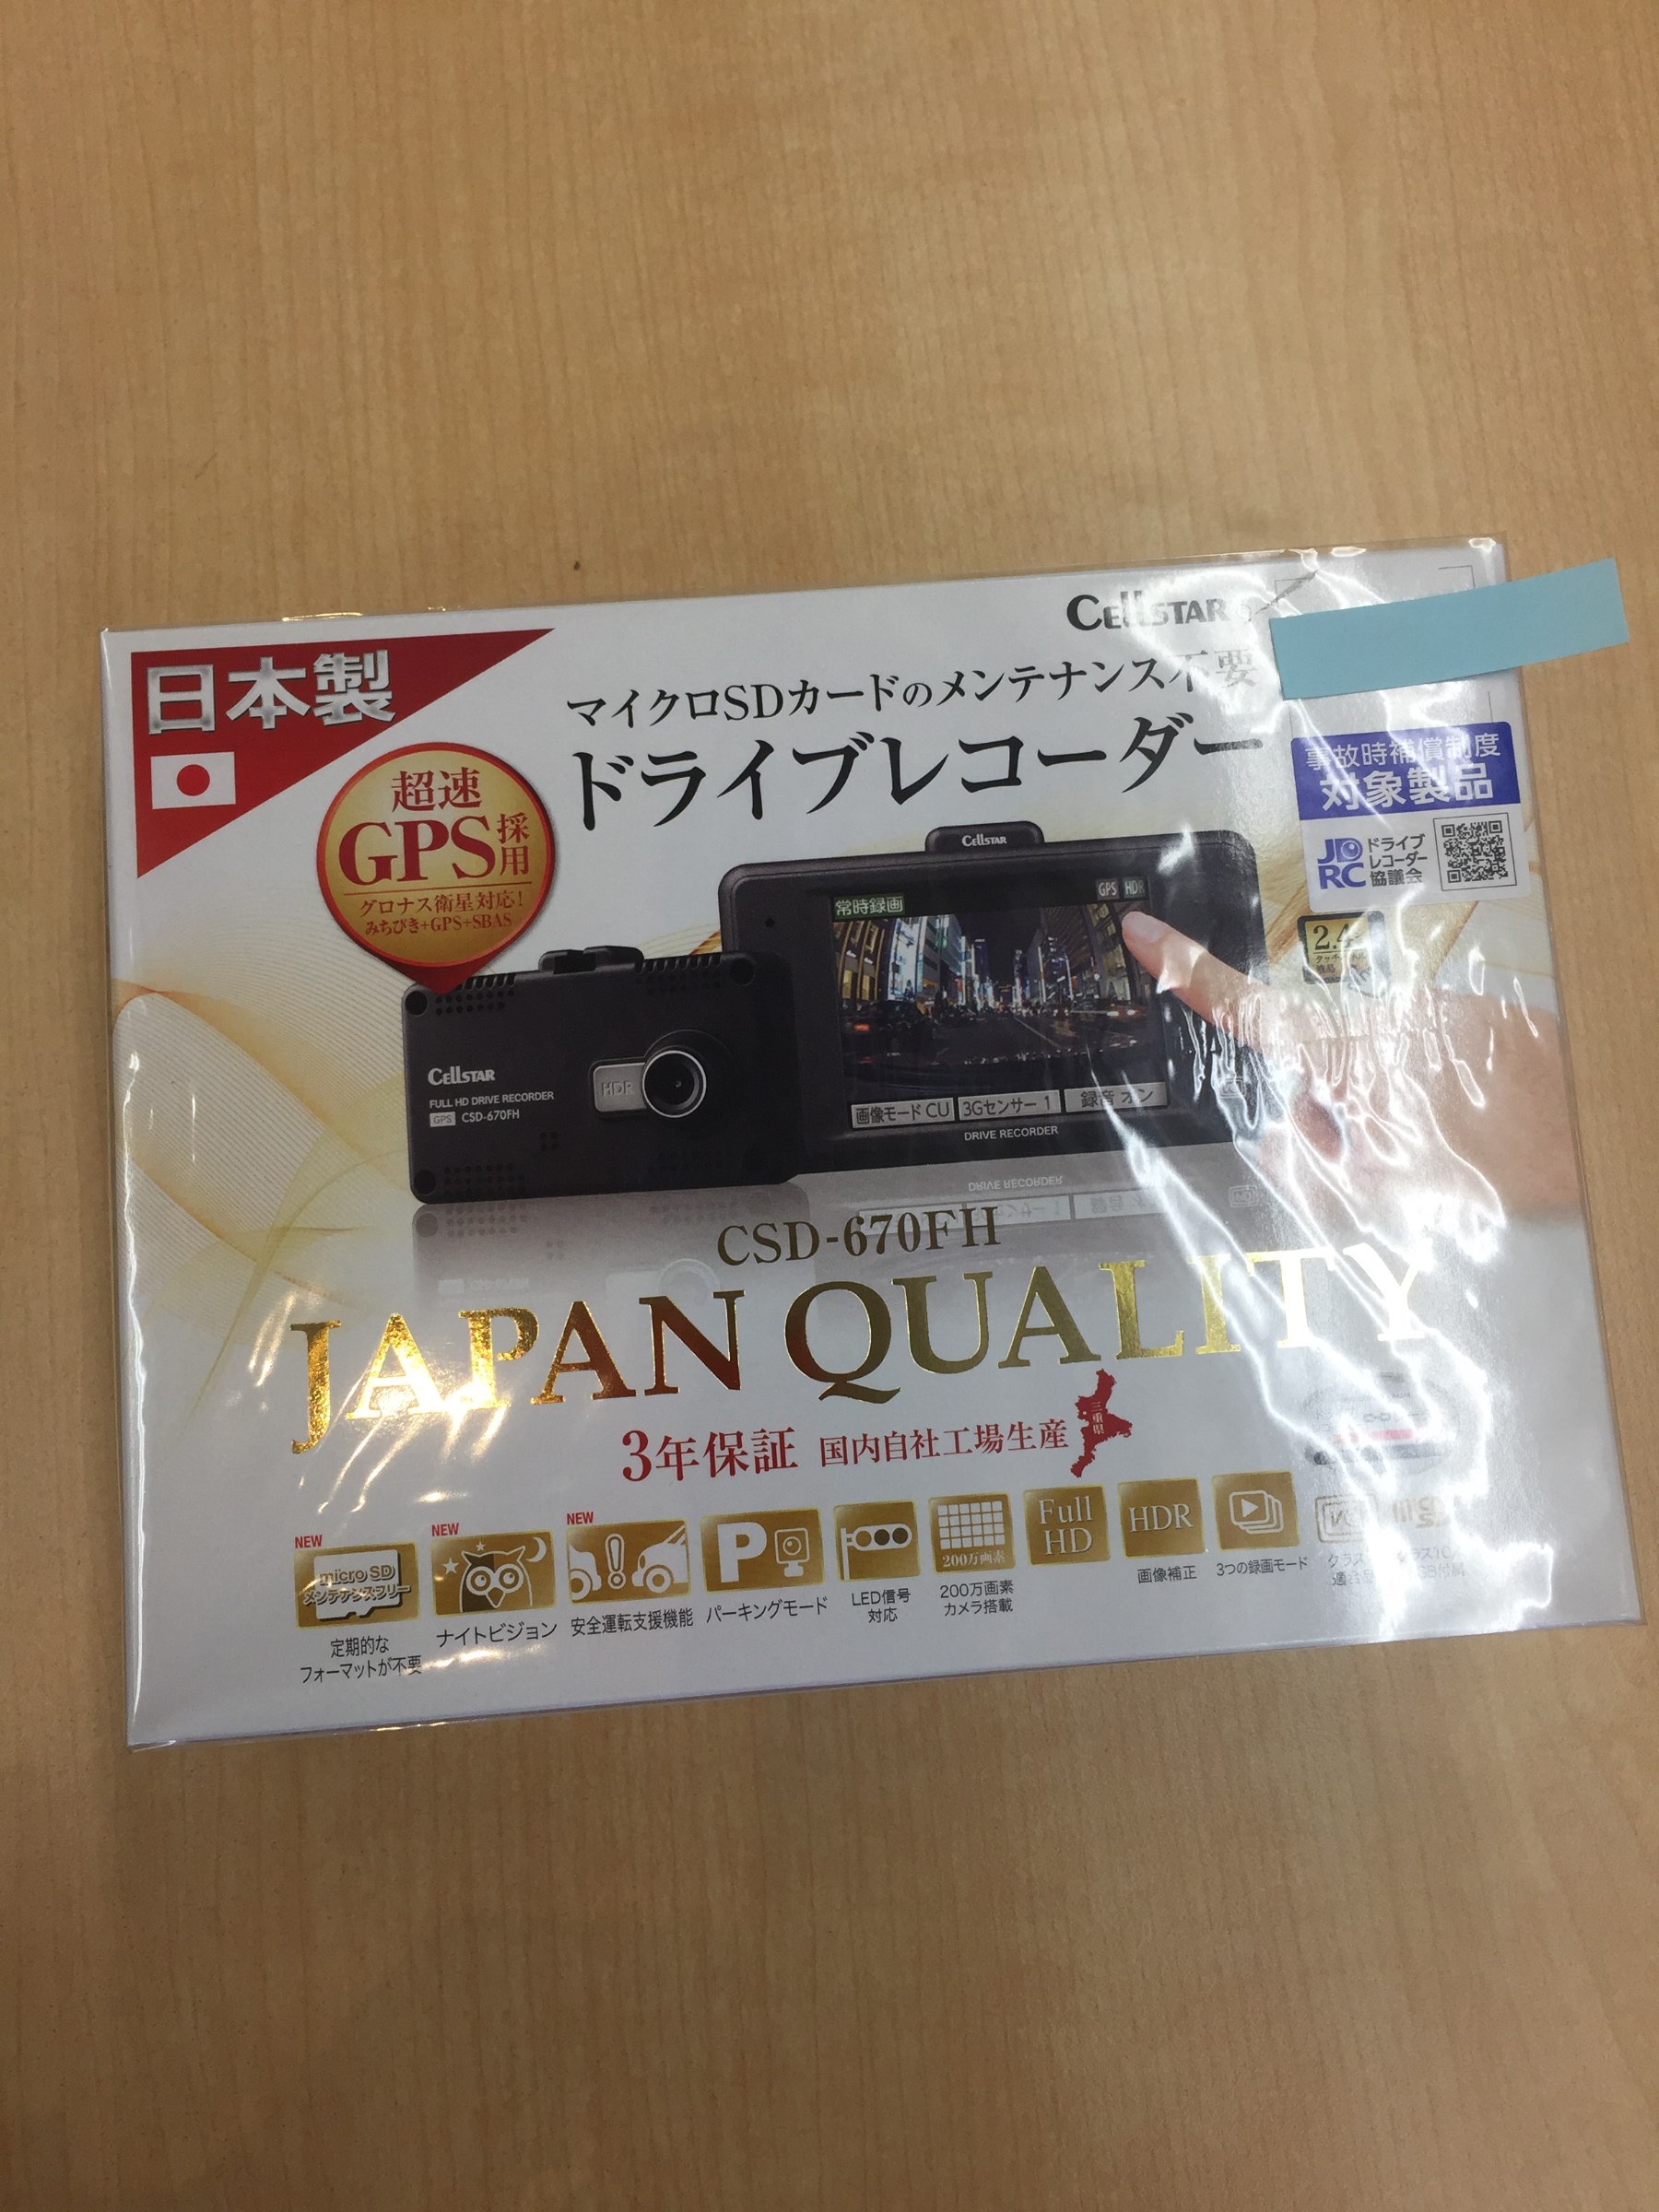 CELLSTAR
日本製
マイクロSDカードのメンテナンス不要
ドライブレコーダー
超速
GPS採用
グロナス衛星対応!
みちびき+GPS+SBAS
事故時補償制度
対象製品
JDRC
ドライブ
レコーダー
協議会
CELLSTAR
常時録画
GPS HDR
2.4
CELLSTAR
FULL HD DRIVE RECORDER
GPS CSD-670FH
HDR
画像モード CU
3Gセンサー 1
録音 オン
DRIVE RECORDER
CSD-670FH
JAPAN QUALITY
3年保証 国内自社工場生産
三重県
NEW
micro SD
メンテナンスフリー
定期的な
フォーマットが不要
NEW
ナイトビジョン
NEW
安全運転支援機能
P
パーキングモード
LED信号
対応
200万画素
200万画素
カメラ搭載
Full
HD
HDR
画像補正
3つの録画モード